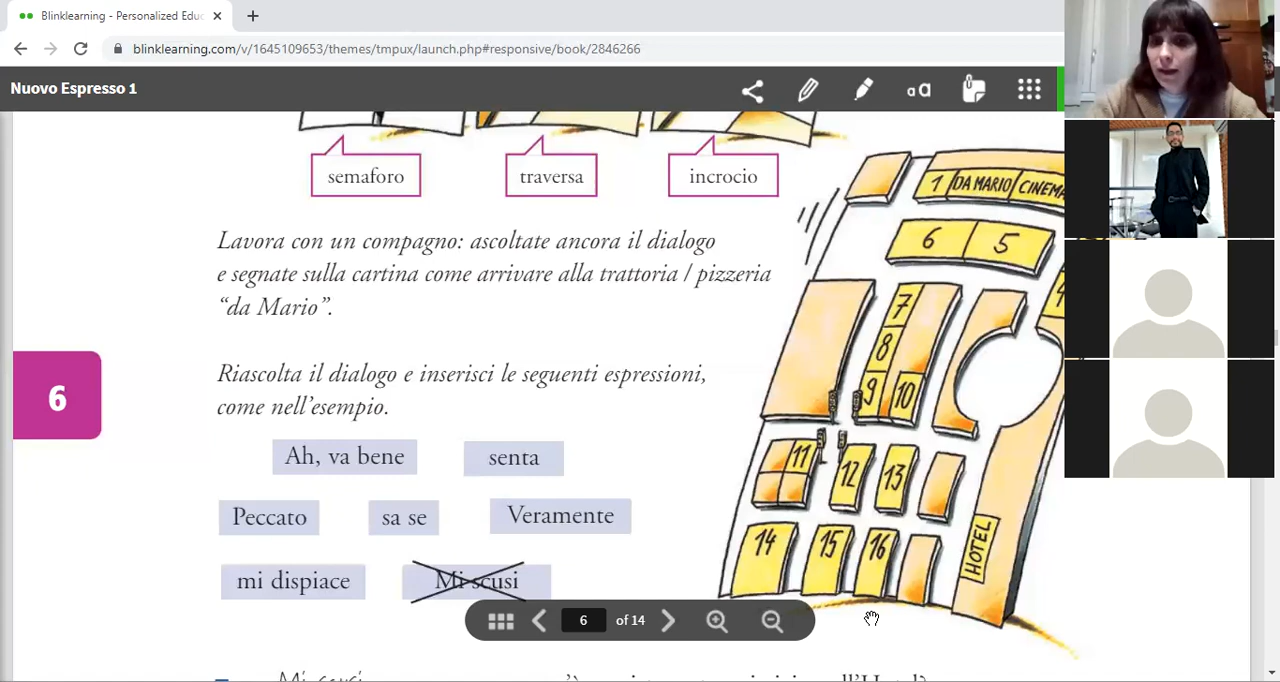 Blinklearning - Personalized Educ
blinklearning.com/v/1645109653/themes/tmpux/launch.php#responsive/book/2846266
Nuovo Espresso 1
aa
semaforo
traversa
incrocio
Lavora con un compagno: ascoltate ancora il dialogo
e segnate sulla cartina come arrivare alla trattoria / pizzeria
“da Mario”.
6
Riascolta il dialogo e inserisci le seguenti espressioni,
come nell’esempio.
Ah, va bene
senta
Peccato
sa se
Veramente
mi dispiace
Mi scusi
1
DA MARIO
CINEMA
6
5
7
8
9
10
11
12
13
14
15
16
HOTEL
6
of 14
Mi scusi